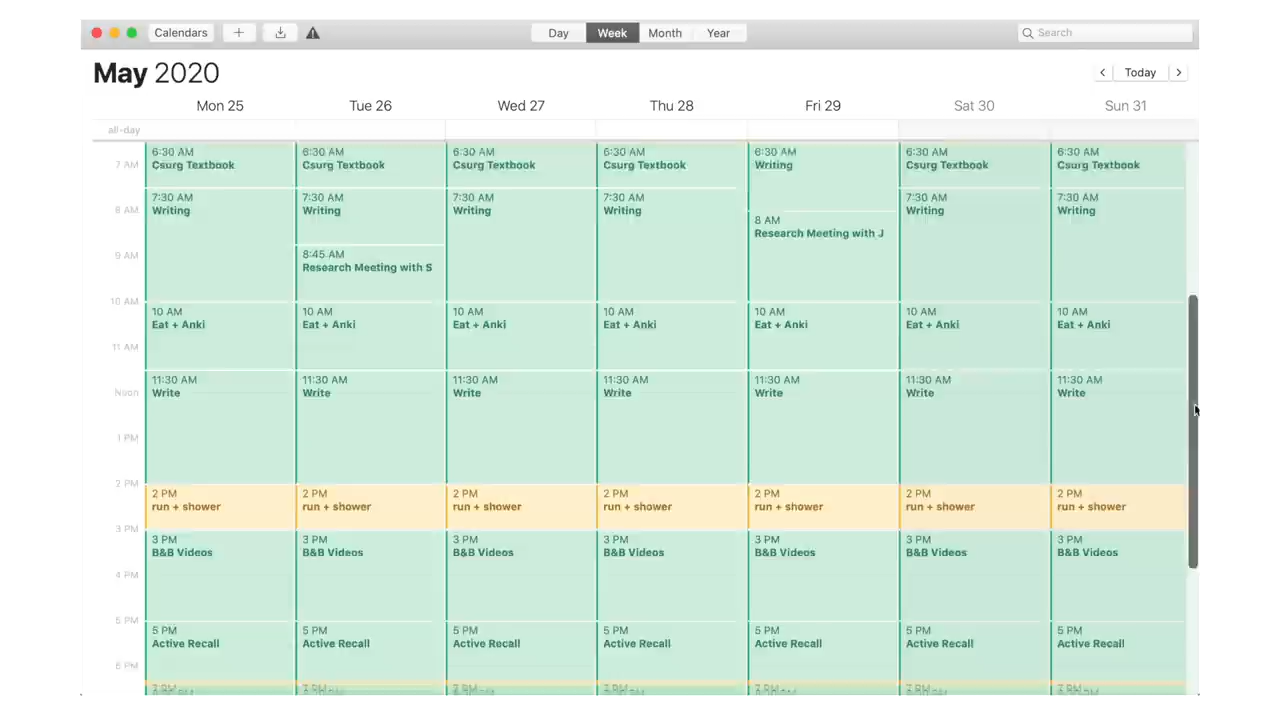 Calendars
Day Week Month Year
Search
May 2020
Today
Mon 25 Tue 26 Wed 27 Thu 28 Fri 29 Sat 30 Sun 31
all-day
6:30 AM 6:30 AM 6:30 AM 6:30 AM 6:30 AM 6:30 AM 6:30 AM
7 AM Csurg Textbook Csurg Textbook Csurg Textbook Csurg Textbook Writing Csurg Textbook Csurg Textbook
7:30 AM 7:30 AM 7:30 AM 7:30 AM 7:30 AM 7:30 AM
8 AM Writing Writing Writing Writing Writing Writing
8 AM
Research Meeting with J
9 AM 8:45 AM
Research Meeting with S
10 AM
10 AM 10 AM 10 AM 10 AM 10 AM 10 AM 10 AM
Eat + Anki Eat + Anki Eat + Anki Eat + Anki Eat + Anki Eat + Anki Eat + Anki
11 AM
11:30 AM 11:30 AM 11:30 AM 11:30 AM 11:30 AM 11:30 AM 11:30 AM
Noon Write Write Write Write Write Write Write
1 PM
2 PM
2 PM 2 PM 2 PM 2 PM 2 PM 2 PM 2 PM
run + shower run + shower run + shower run + shower run + shower run + shower run + shower
3 PM
3 PM 3 PM 3 PM 3 PM 3 PM 3 PM 3 PM
B&B Videos B&B Videos B&B Videos B&B Videos B&B Videos B&B Videos B&B Videos
4 PM
5 PM
5 PM 5 PM 5 PM 5 PM 5 PM 5 PM 5 PM
Active Recall Active Recall Active Recall Active Recall Active Recall Active Recall Active Recall
6 PM